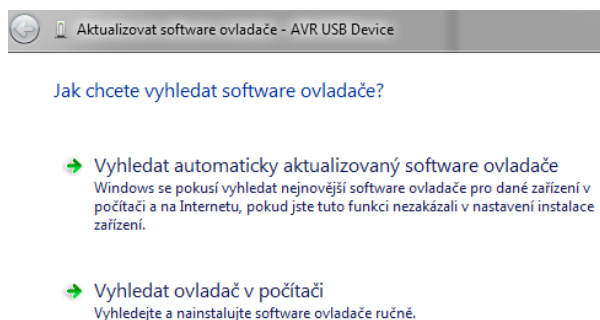 Aktualizovat software ovladače - AVR USB Device
Jak chcete vyhledat software ovladače?
Vyhledat automaticky aktualizovaný software ovladače
Windows se pokusí vyhledat nejnovější software ovladače pro dané zařízení v
počítači a na Internetu, pokud jste tuto funkci nezakázali v nastavení instalace
zařízení.
Vyhledat ovladač v počítači
Vyhledejte a nainstalujte software ovladače ručně.